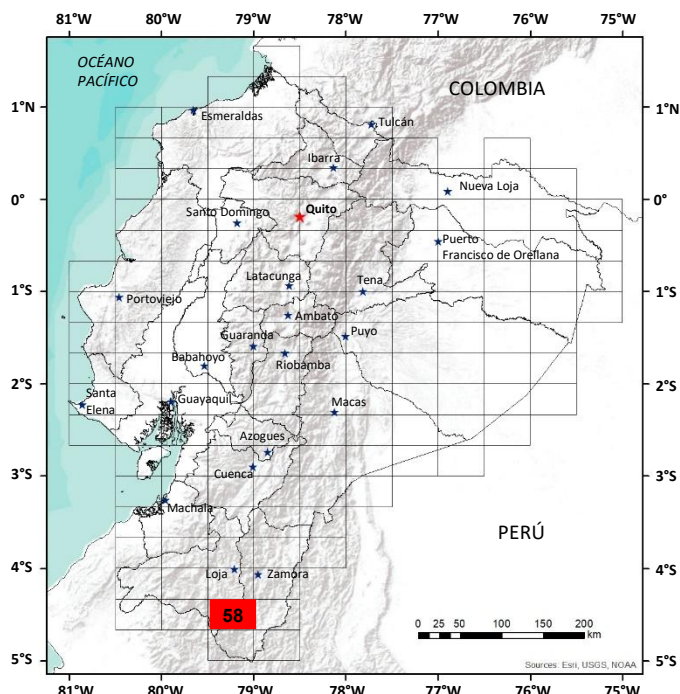 81°W 80°W 79°W 78°W 77°W 76°W 75°W
OCÉANO
PACÍFICO
COLOMBIA
1°N 1°N
Esmeraldas
Tulcán
Ibarra
Nueva Loja
0° 0°
Santo Domingo
Quito
Puerto
Francisco de Orellana
Latacunga
Tena
1°S 1°S
Portoviejo
Ambato
Guaranda
Puyo
Babahoyo
Riobamba
2°S 2°S
Santa
Elena
Guayaquil
Macas
Azogues
3°S 3°S
Cuenca
Machala
PERÚ
4°S 4°S
Loja
Zamora
58
0 25 50 100 150 200
km
5°S 5°S
Sources: Esri, USGS, NOAA
81°W 80°W 79°W 78°W 77°W 76°W 75°W